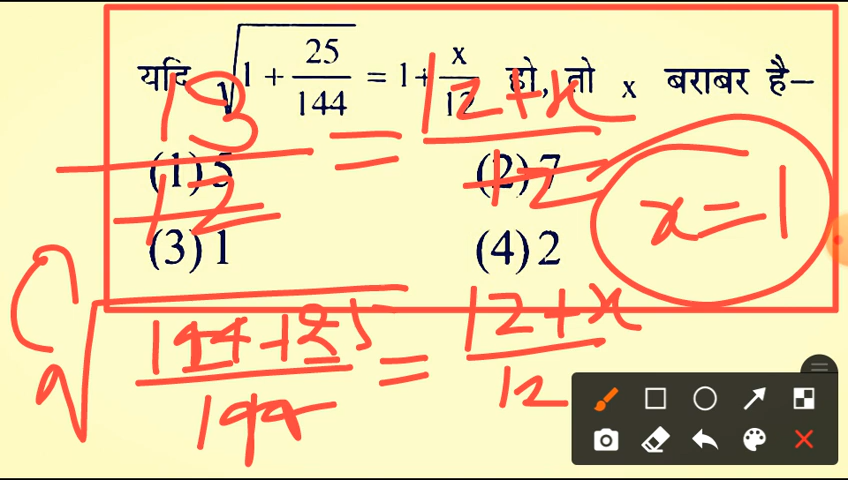 यदि √(1 + 25/144) = 1 + x/12 हो, तो x बराबर है–
13/12 = 12+x/12
(1) 5 (2) 7
x = 1
(3) 1 (4) 2
√(144+25/144) = 12+x/12